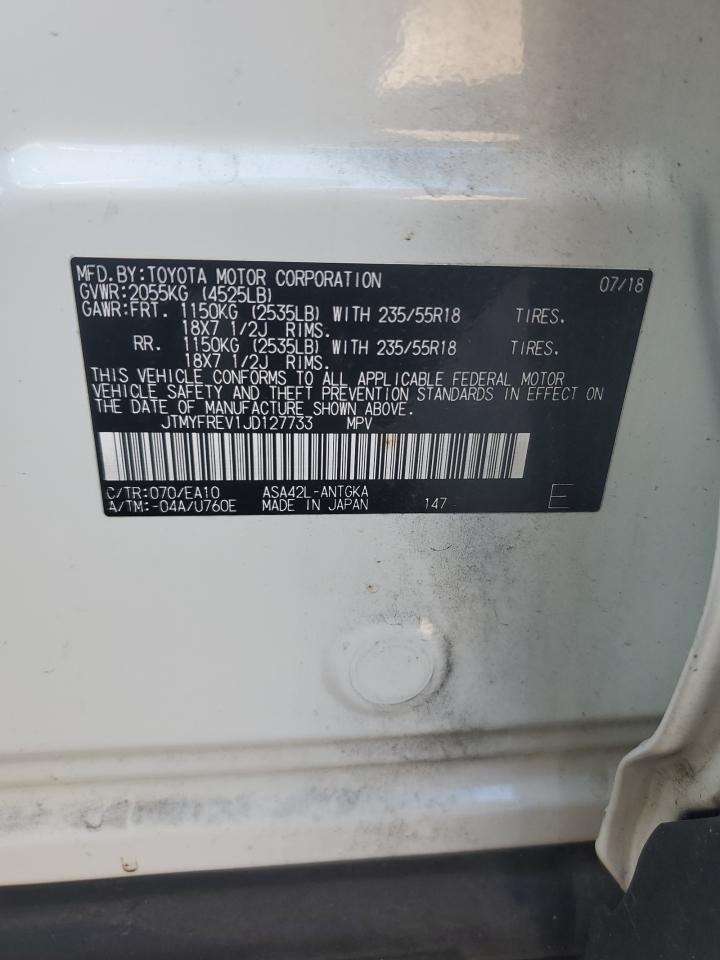 MFD.BY:TOYOTA MOTOR CORPORATION 07/18
GVWR:2055KG (4525LB)
GAWR:FRT. 1150KG (2535LB) WITH 235/55R18 TIRES.
18X7 1/2J RIMS.
RR. 1150KG (2535LB) WITH 235/55R18 TIRES.
18X7 1/2J RIMS.
THIS VEHICLE CONFORMS TO ALL APPLICABLE FEDERAL MOTOR
VEHICLE SAFETY AND THEFT PREVENTION STANDARDS IN EFFECT ON
THE DATE OF MANUFACTURE SHOWN ABOVE.
JTMYFREV1JD127733 MPV
C/TR:070/EA10 ASA42L-ANTGKA
A/TM:-04A/U760E MADE IN JAPAN 147 E